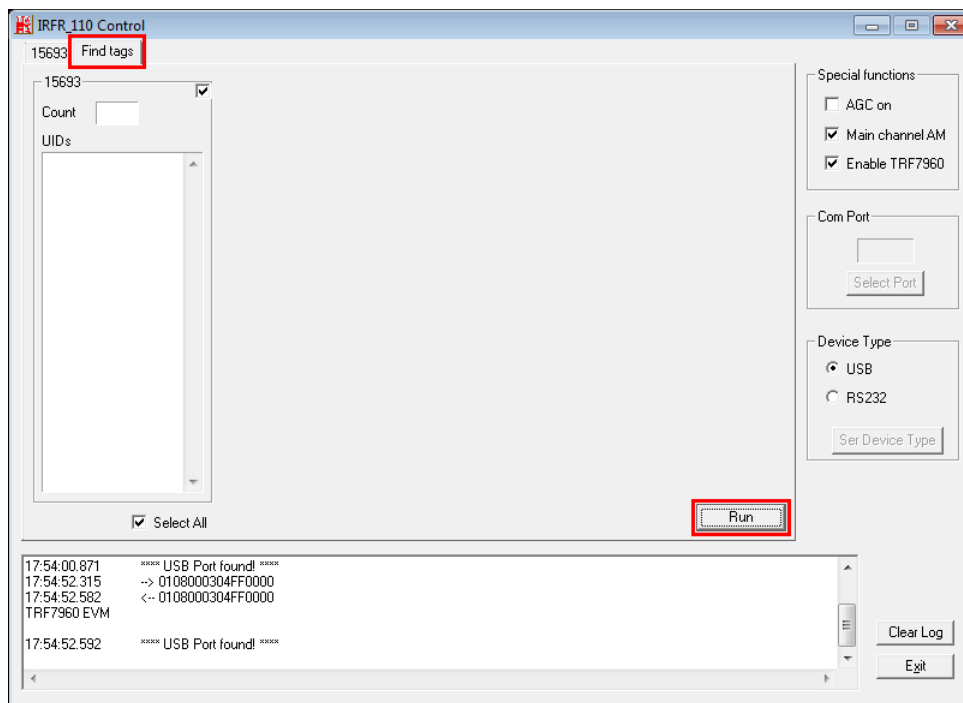 IRFR_110 Control
15693
Find tags
15693
Count
UIDs
Select All
Run
Special functions
AGC on
Main channel AM
Enable TRF7960
Com Port
Select Port
Device Type
USB
RS232
Ser Device Type
17:54:00.871 **** USB Port found! ****
17:54:52.315 --> 0108000304FF0000
17:54:52.582 <-- 0108000304FF0000
TRF7960 EVM
17:54:52.592 **** USB Port found! ****
Clear Log
Exit